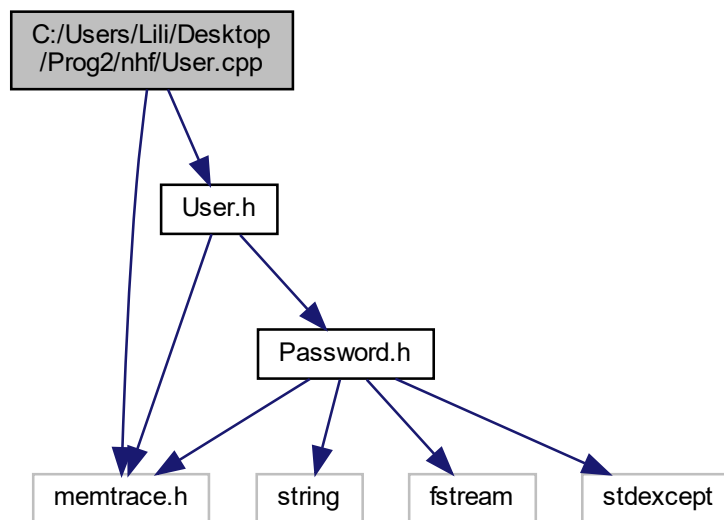 C:/Users/Lili/Desktop
/Prog2/nhf/User.cpp
User.h
Password.h
memtrace.h
string
fstream
stdexcept